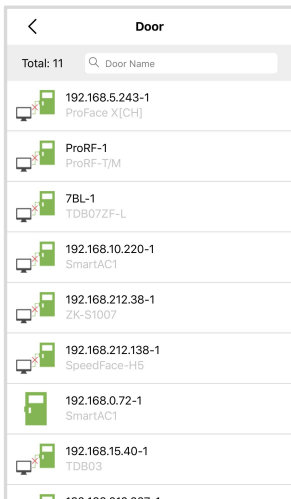 Door
Total: 11
Door Name
192.168.5.243-1
ProFace X[CH]
ProRF-1
ProRF-T/M
7BL-1
TDB07ZF-L
192.168.10.220-1
SmartAC1
192.168.212.38-1
ZK-S1007
192.168.212.138-1
SpeedFace-H5
192.168.0.72-1
SmartAC1
192.168.15.40-1
TDB03